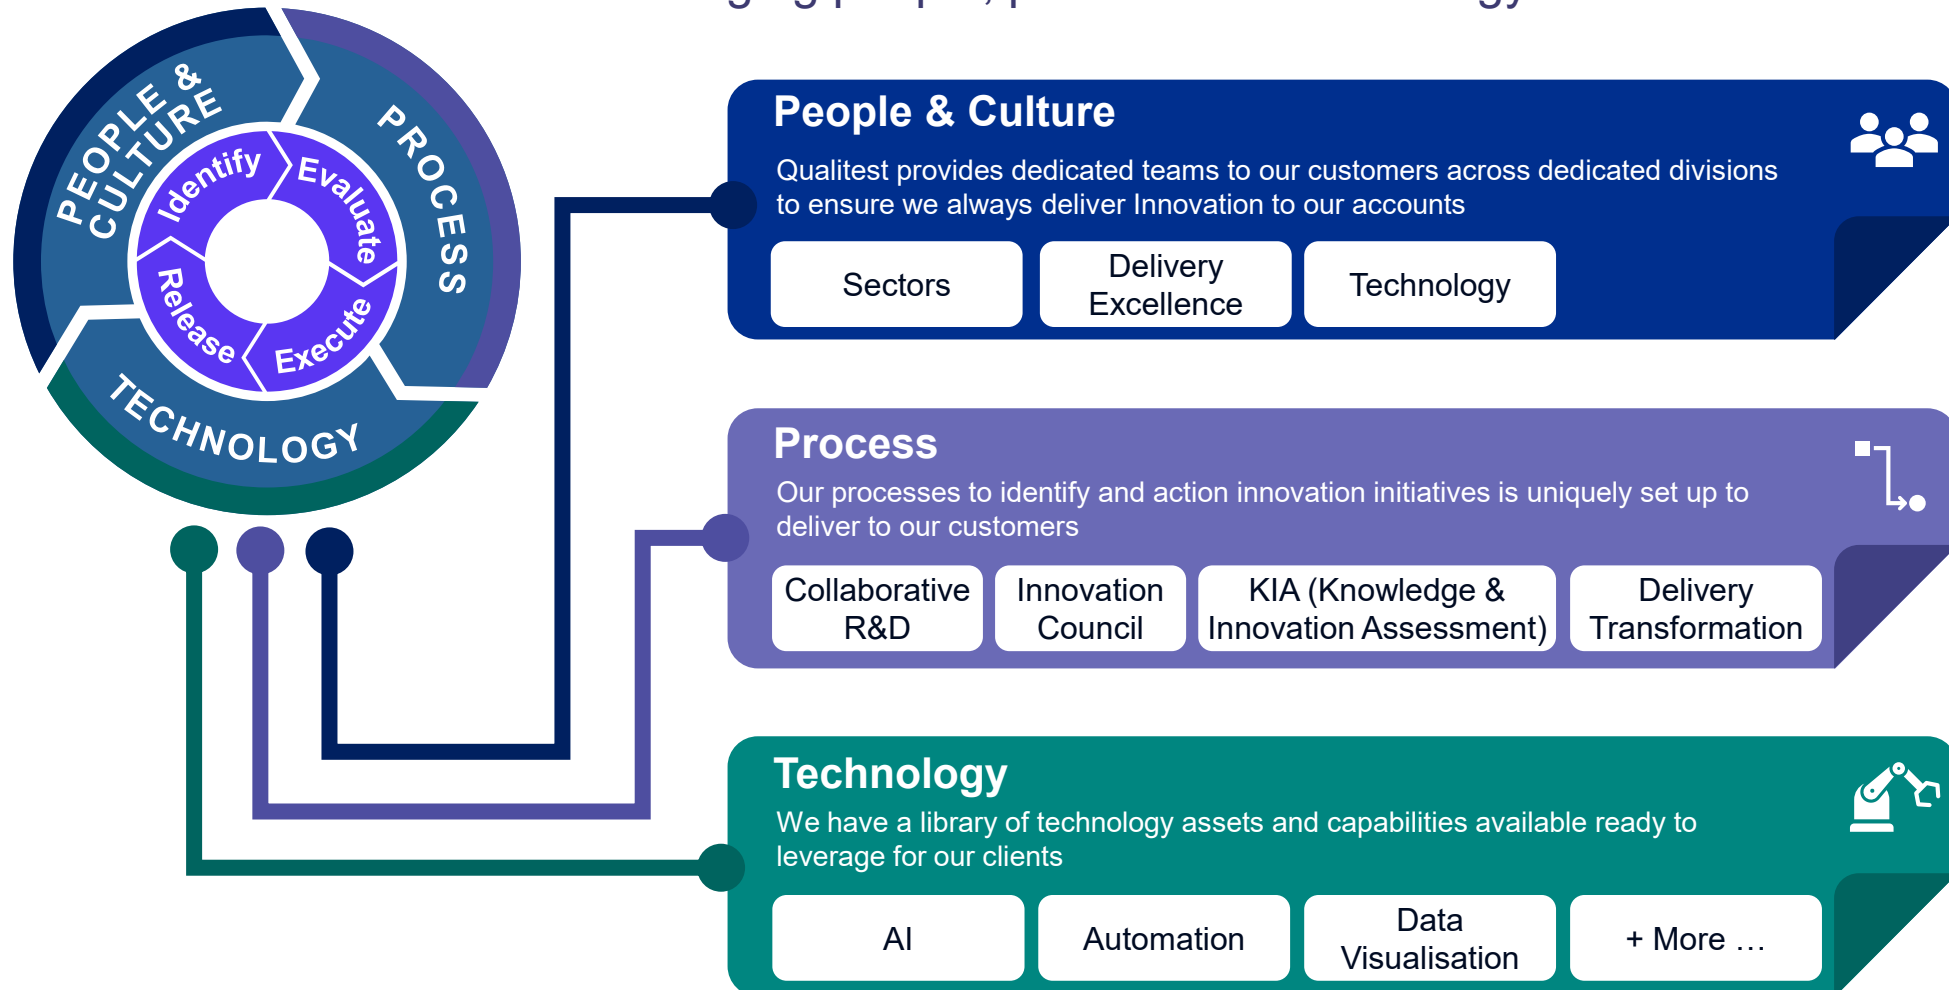 PEOPLE &
CULTURE
PROCESS
TECHNOLOGY
Identify
Evaluate
Execute
Release
People & Culture
Qualitest provides dedicated teams to our customers across dedicated divisions
to ensure we always deliver Innovation to our accounts
Sectors
Delivery
Excellence
Technology
Process
Our processes to identify and action innovation initiatives is uniquely set up to
deliver to our customers
Collaborative
R&D
Innovation
Council
KIA (Knowledge &
Innovation Assessment)
Delivery
Transformation
Technology
We have a library of technology assets and capabilities available ready to
leverage for our clients
AI
Automation
Data
Visualisation
+ More …